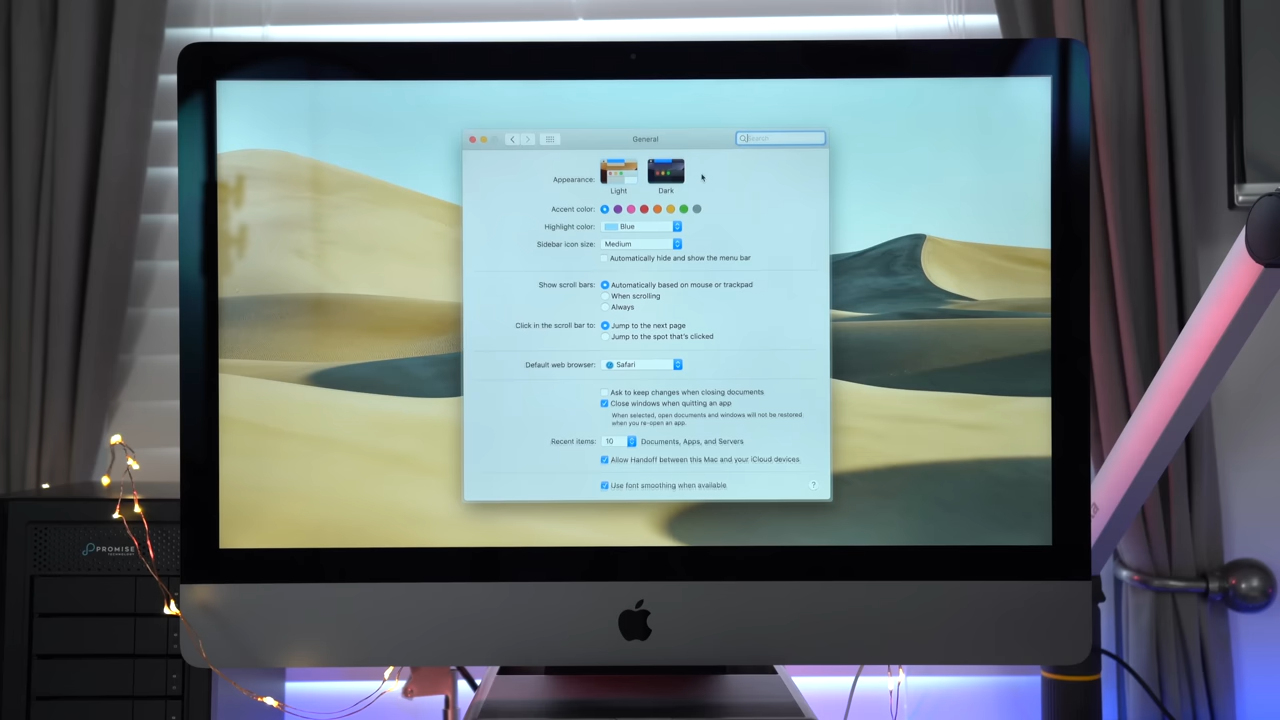 General
Search
Appearance:
Light
Dark
Accent color:
Highlight color:
Blue
Sidebar icon size:
Medium
Automatically hide and show the menu bar
Show scroll bars:
Automatically based on mouse or trackpad
When scrolling
Always
Click in the scroll bar to:
Jump to the next page
Jump to the spot that's clicked
Default web browser:
Safari
Ask to keep changes when closing documents
Close windows when quitting an app
When selected, open documents and windows will not be restored
when you re-open an app.
Recent items:
10
Documents, Apps, and Servers
Allow Handoff between this Mac and your iCloud devices
Use font smoothing when available
?
PROMISE
TECHNOLOGY